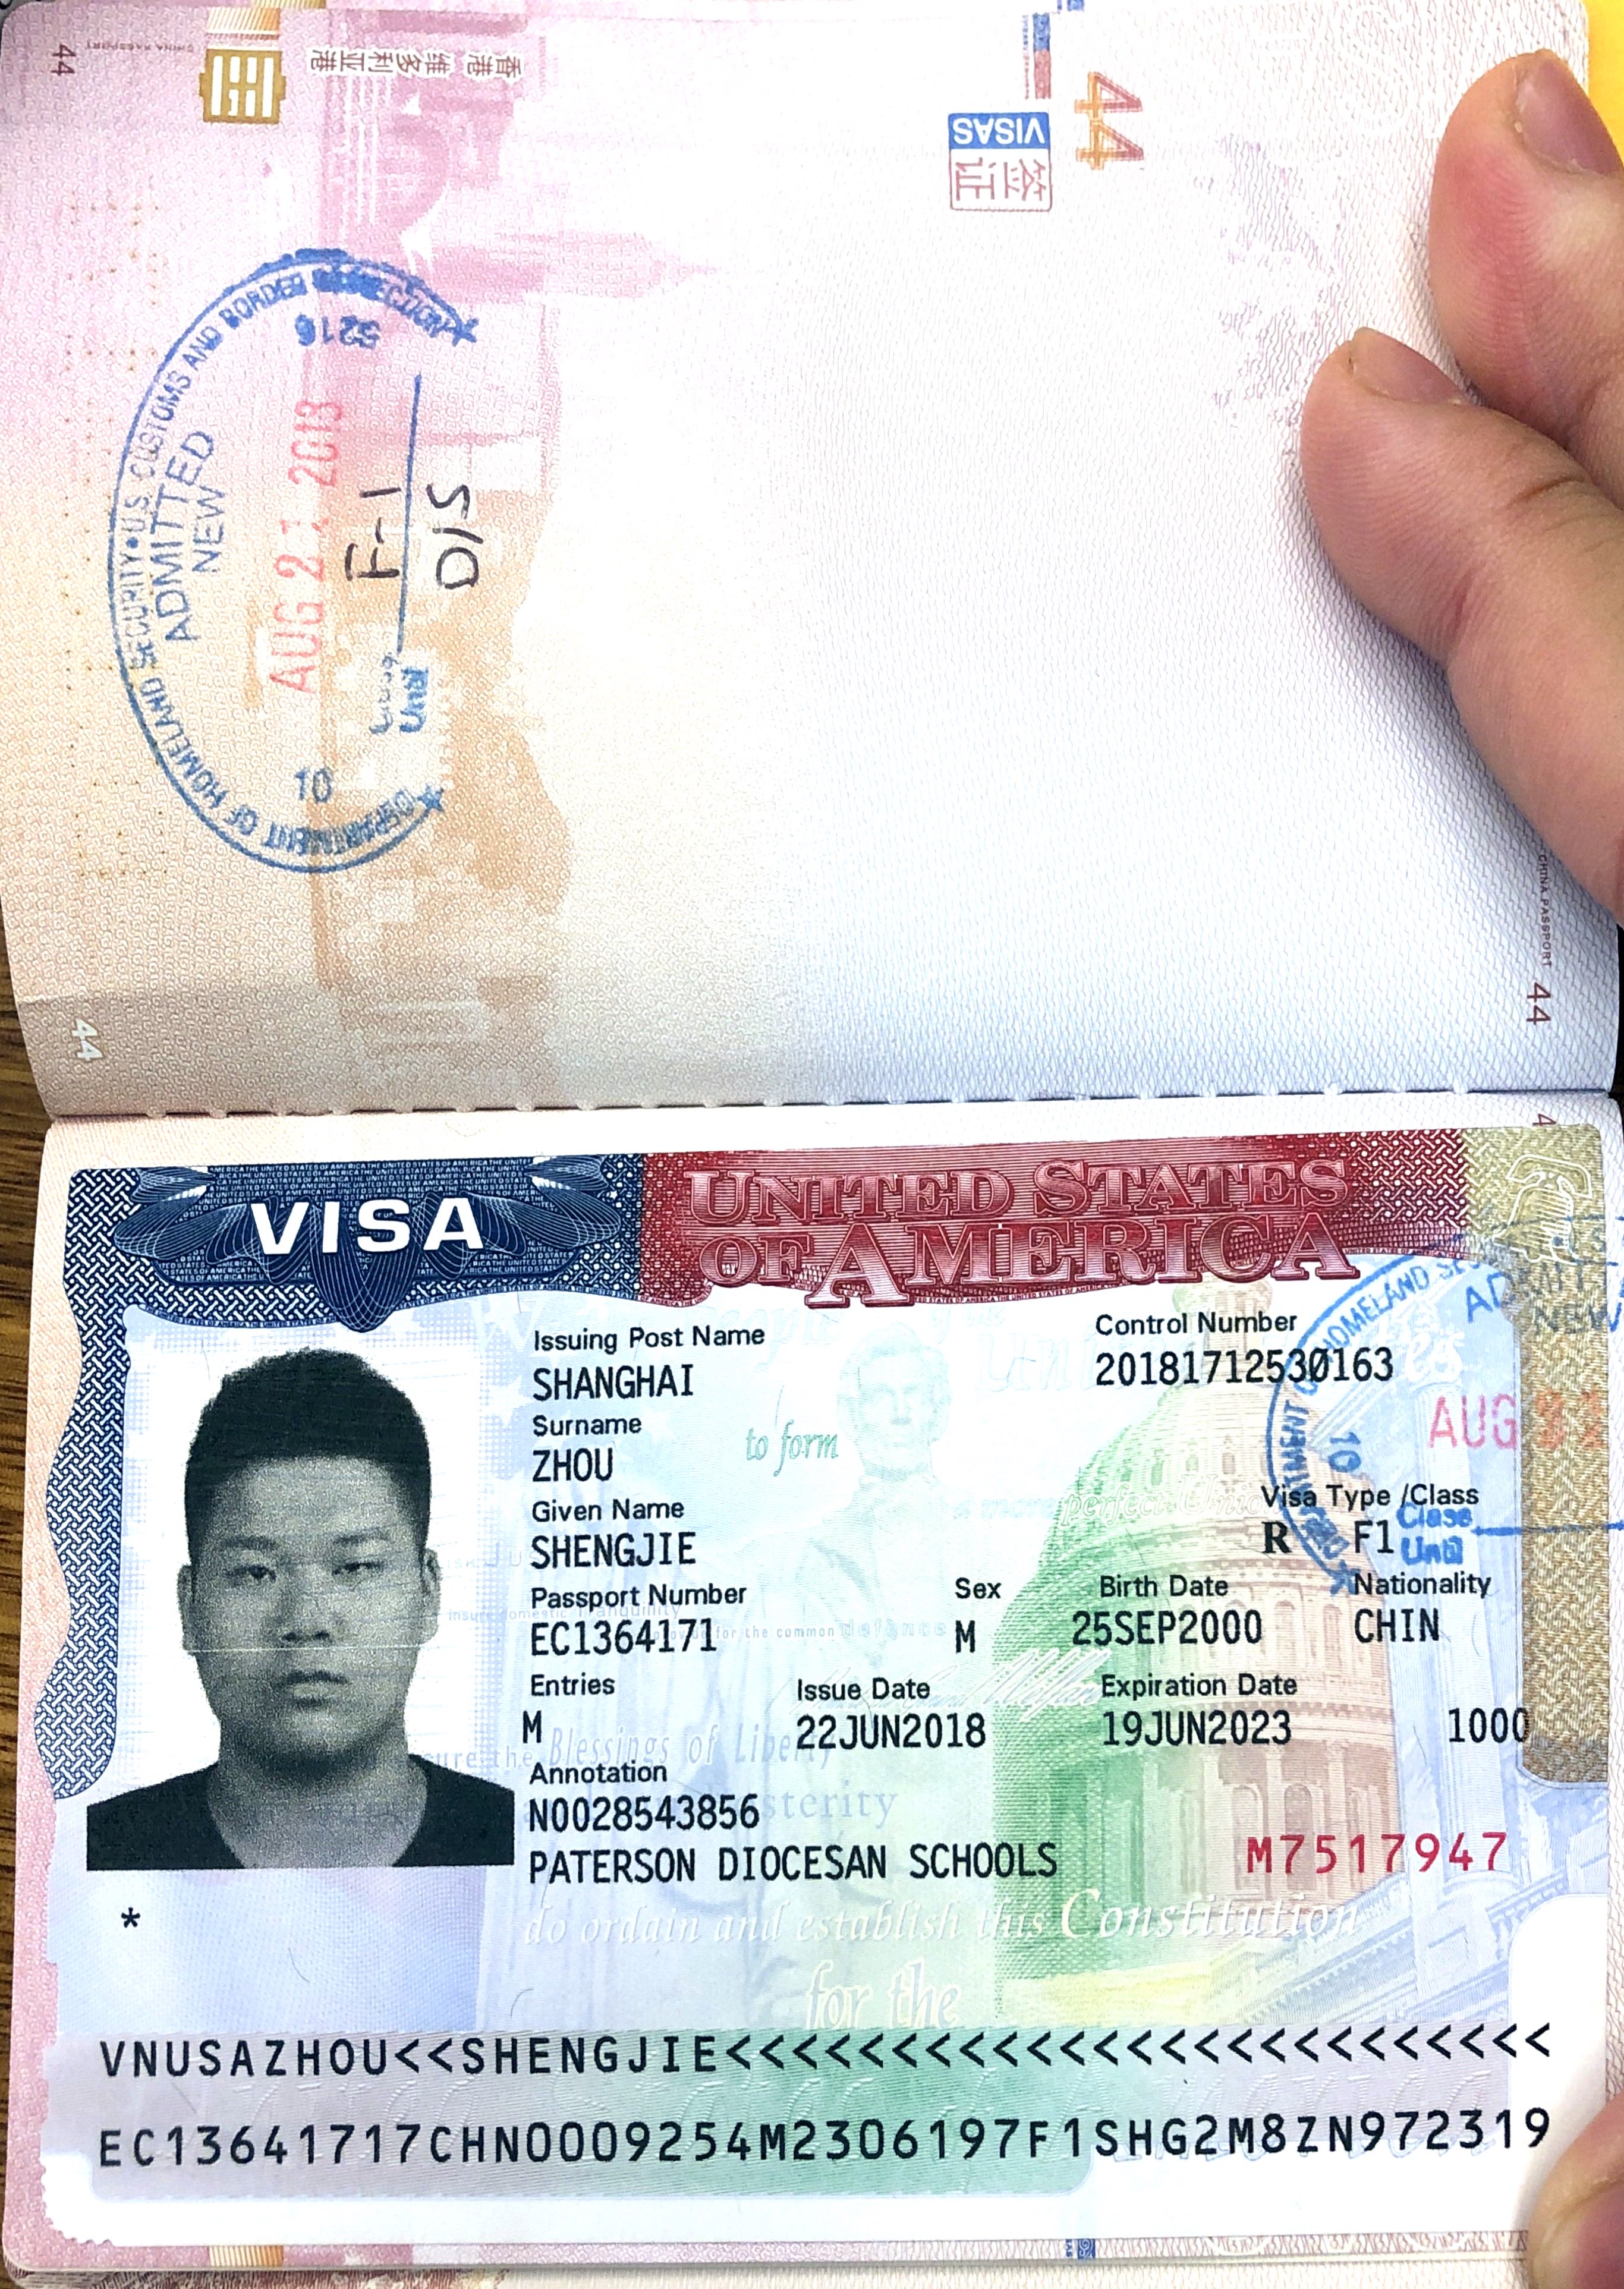 44
CHINA PASSPORT
香港 维多利亚港
44
VISAS
签证
DEPARTMENT OF HOMELAND SECURITY • U.S. CUSTOMS AND BORDER
5216
ADMITTED
NEW
AUG 21
F-1
D/S
Until
10
CHINA PASSPORT 44
44
VISA
UNITED STATES
OF AMERICA
Issuing Post Name
SHANGHAI
Control Number
20181712530163
Surname
ZHOU
to form
AUG
10
HOMELAND
NEW
Given Name
SHENGJIE
a more perfect Union
Visa Type /Class
R F1
Class
Until
Passport Number
EC1364171
Sex
M
Birth Date
25SEP2000
Nationality
CHIN
insure domestic Tranquility
provide for the common defence
Entries
M
Issue Date
22JUN2018
Expiration Date
19JUN2023
1000
Blessings of Liberty
Annotation
N0028543856
PATERSON DIOCESAN SCHOOLS
M7517947
*
do ordain and establish this Constitution
for the
VNUSAZHOU<<SHENGJIE<<<<<<<<<<<<<<<<<<<<<<<<<
EC13641717CHN0009254M2306197F1SHG2M8ZN972319